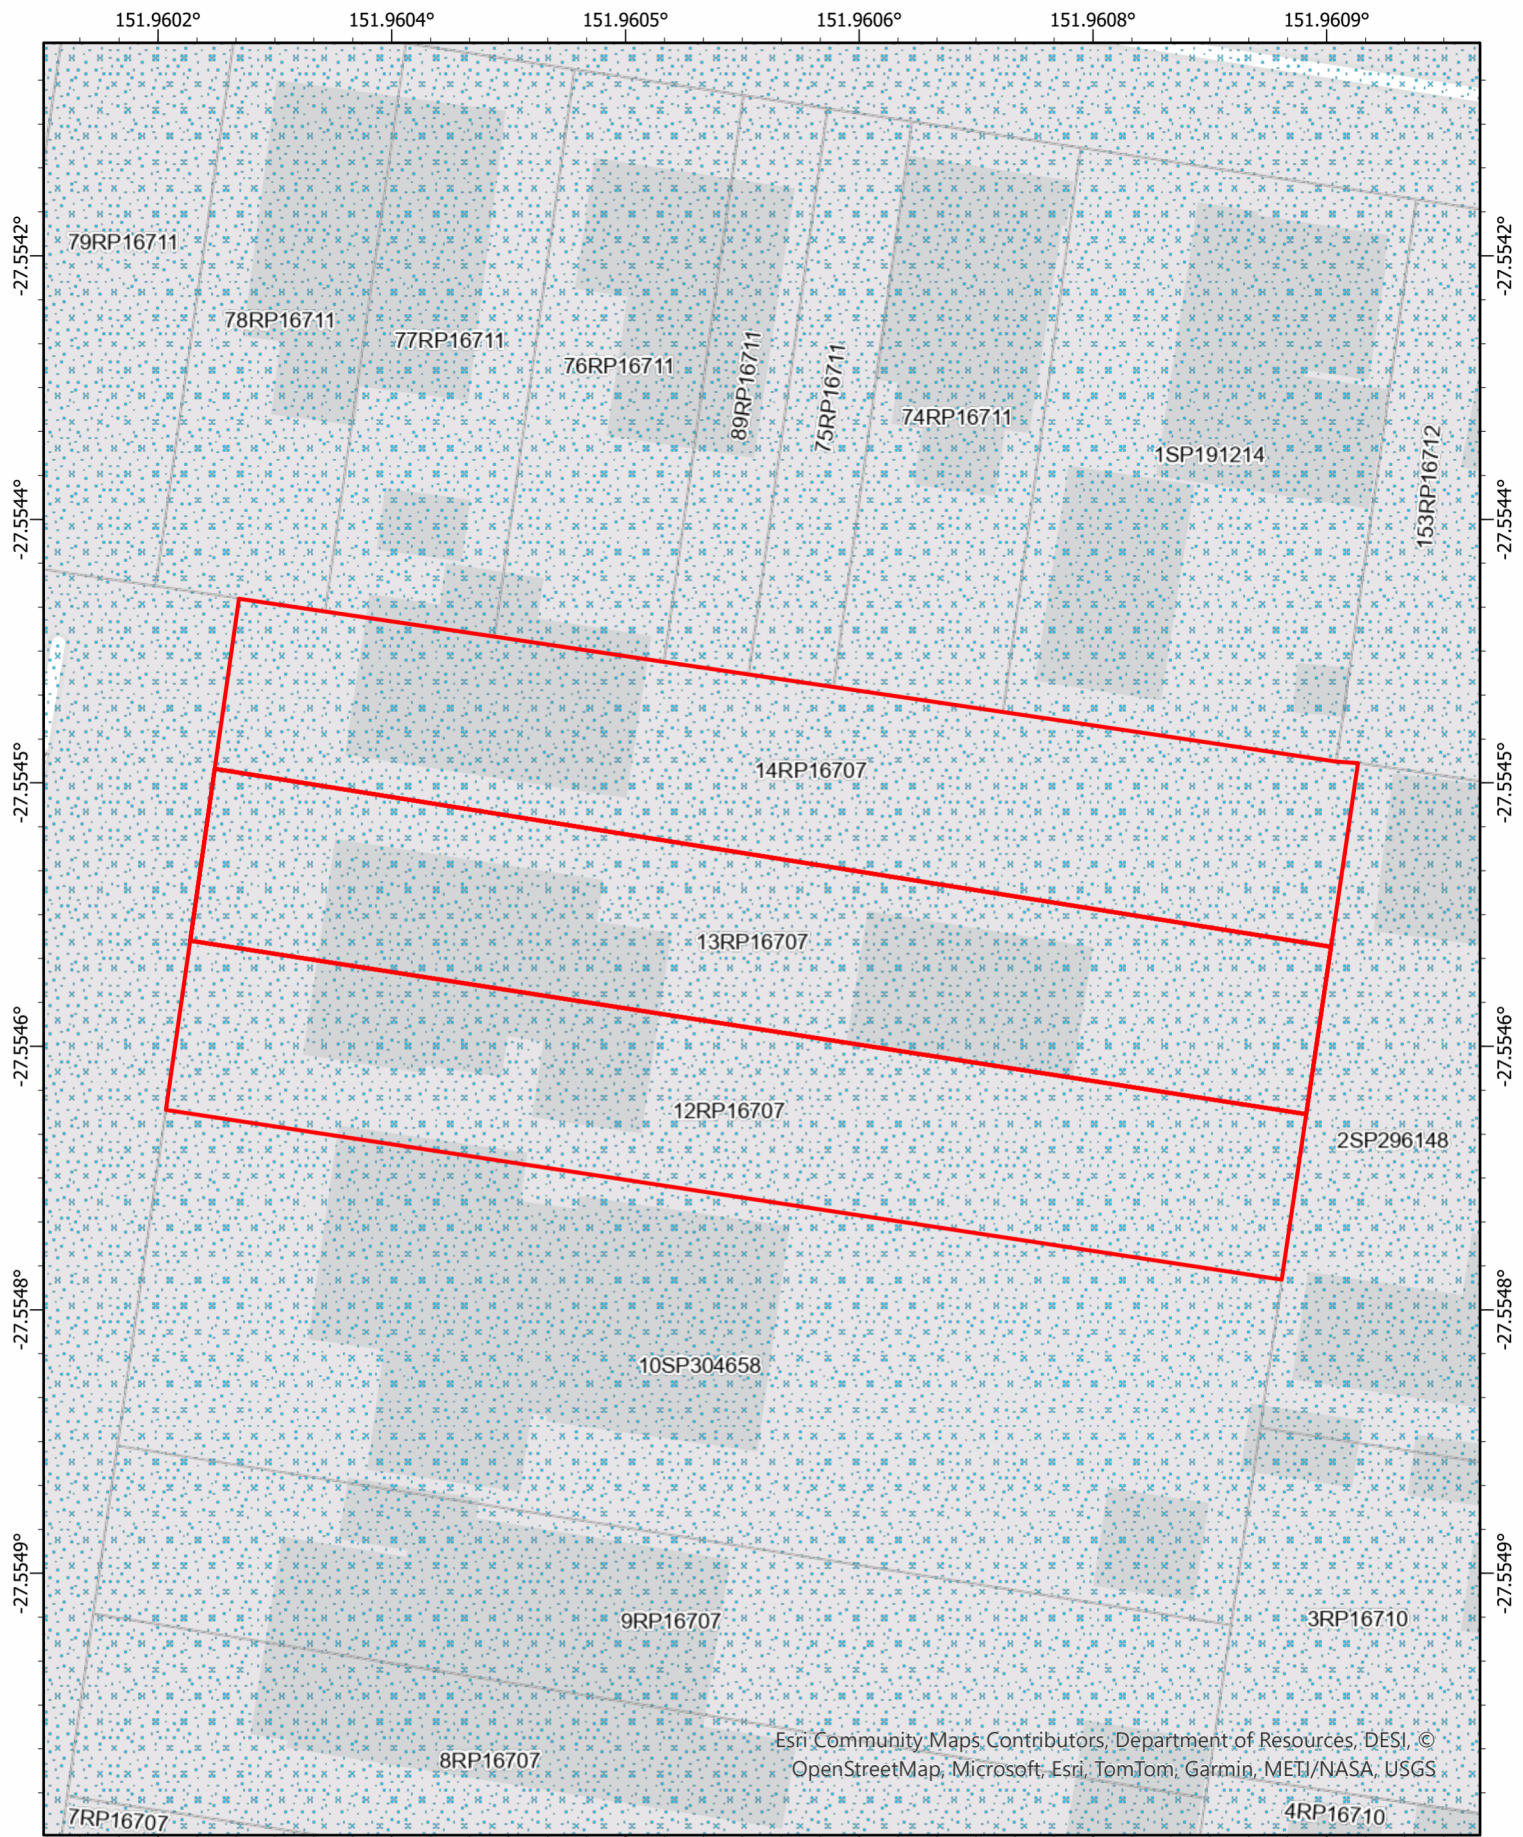 151.9602° 151.9604° 151.9605° 151.9606° 151.9608° 151.9609°
79RP16711
-27.5542° -27.5542°
78RP16711
77RP16711
76RP16711
89RP16711
75RP16711
74RP16711
1SP191214
153RP16712
-27.5544° -27.5544°
14RP16707
-27.5545° -27.5545°
13RP16707
-27.5546° -27.5546°
12RP16707
2SP296148
-27.5548° -27.5548°
10SP304658
-27.5549° -27.5549°
9RP16707
3RP16710
Esri Community Maps Contributors, Department of Resources, DESI, ©
OpenStreetMap, Microsoft, Esri, TomTom, Garmin, METI/NASA, USGS
8RP16707
7RP16707
4RP16710